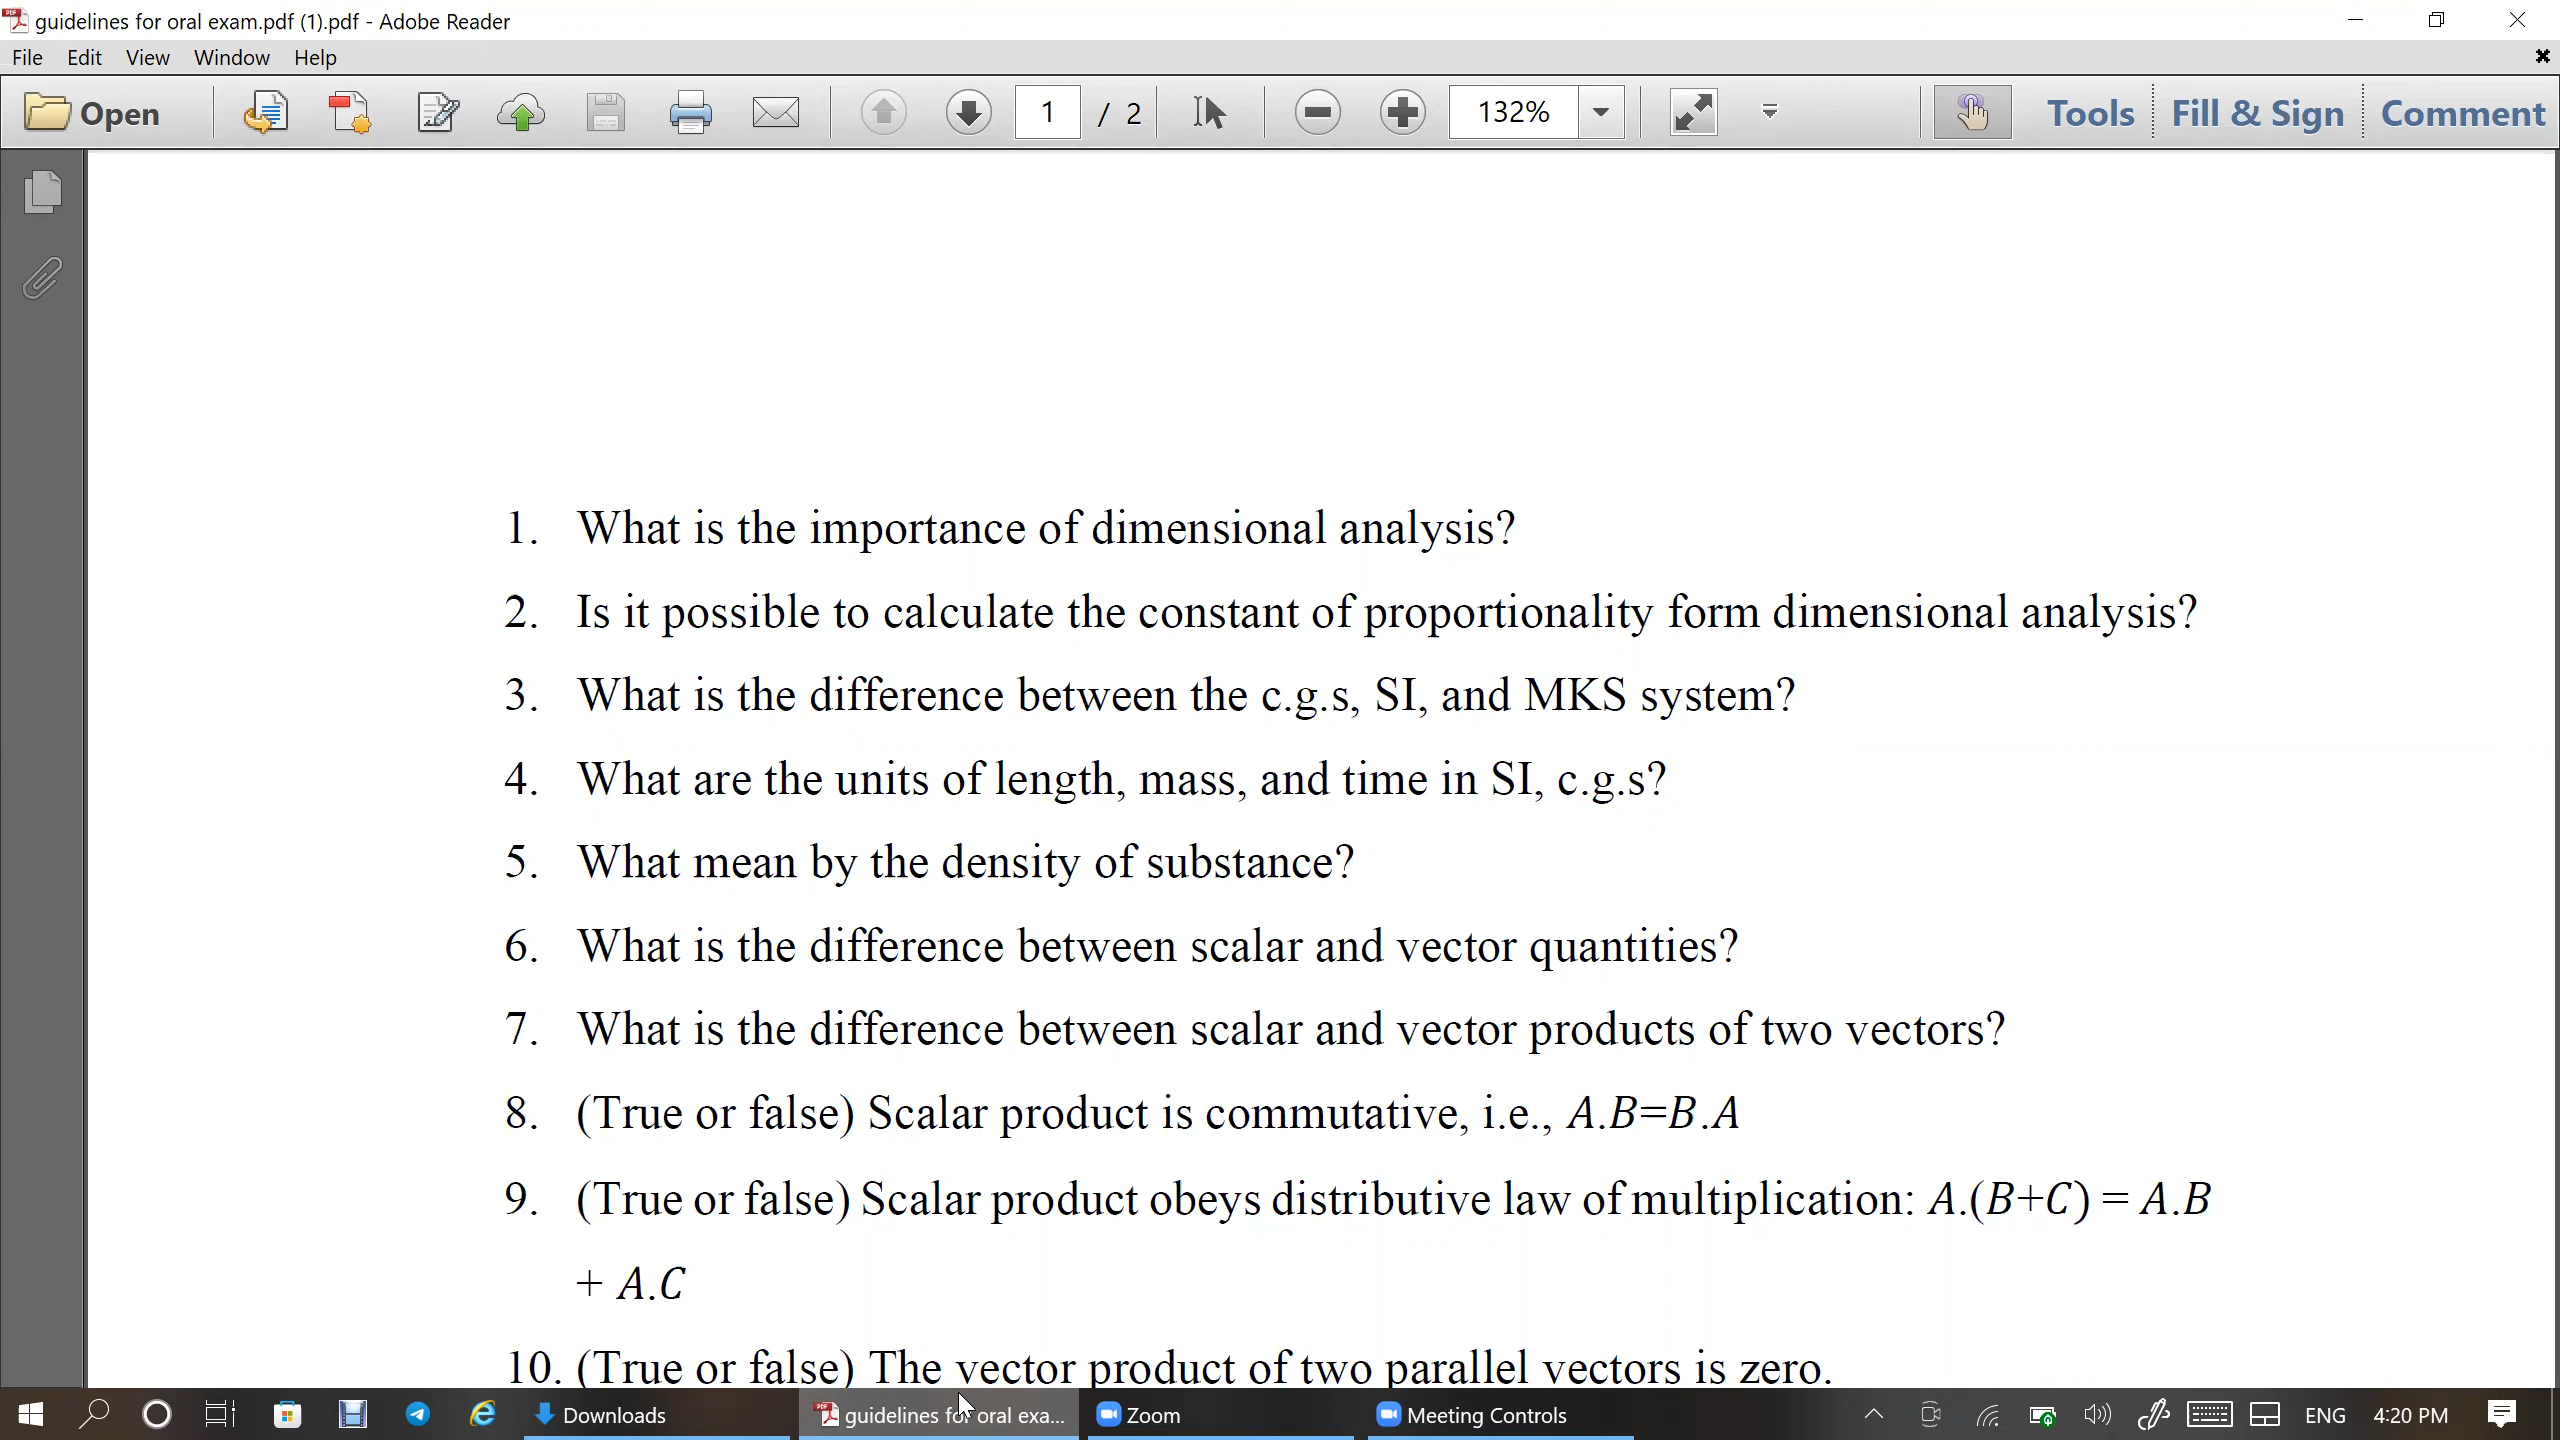 guidelines for oral exam.pdf (1).pdf - Adobe Reader
File Edit View Window Help
Open 1 / 2 132% Tools Fill & Sign Comment
1. What is the importance of dimensional analysis?
2. Is it possible to calculate the constant of proportionality form dimensional analysis?
3. What is the difference between the c.g.s, SI, and MKS system?
4. What are the units of length, mass, and time in SI, c.g.s?
5. What mean by the density of substance?
6. What is the difference between scalar and vector quantities?
7. What is the difference between scalar and vector products of two vectors?
8. (True or false) Scalar product is commutative, i.e., A.B=B.A
9. (True or false) Scalar product obeys distributive law of multiplication: A.(B+C) = A.B
+ A.C
10. (True or false) The vector product of two parallel vectors is zero.
Downloads guidelines for oral exa... Zoom Meeting Controls ENG 4:20 PM